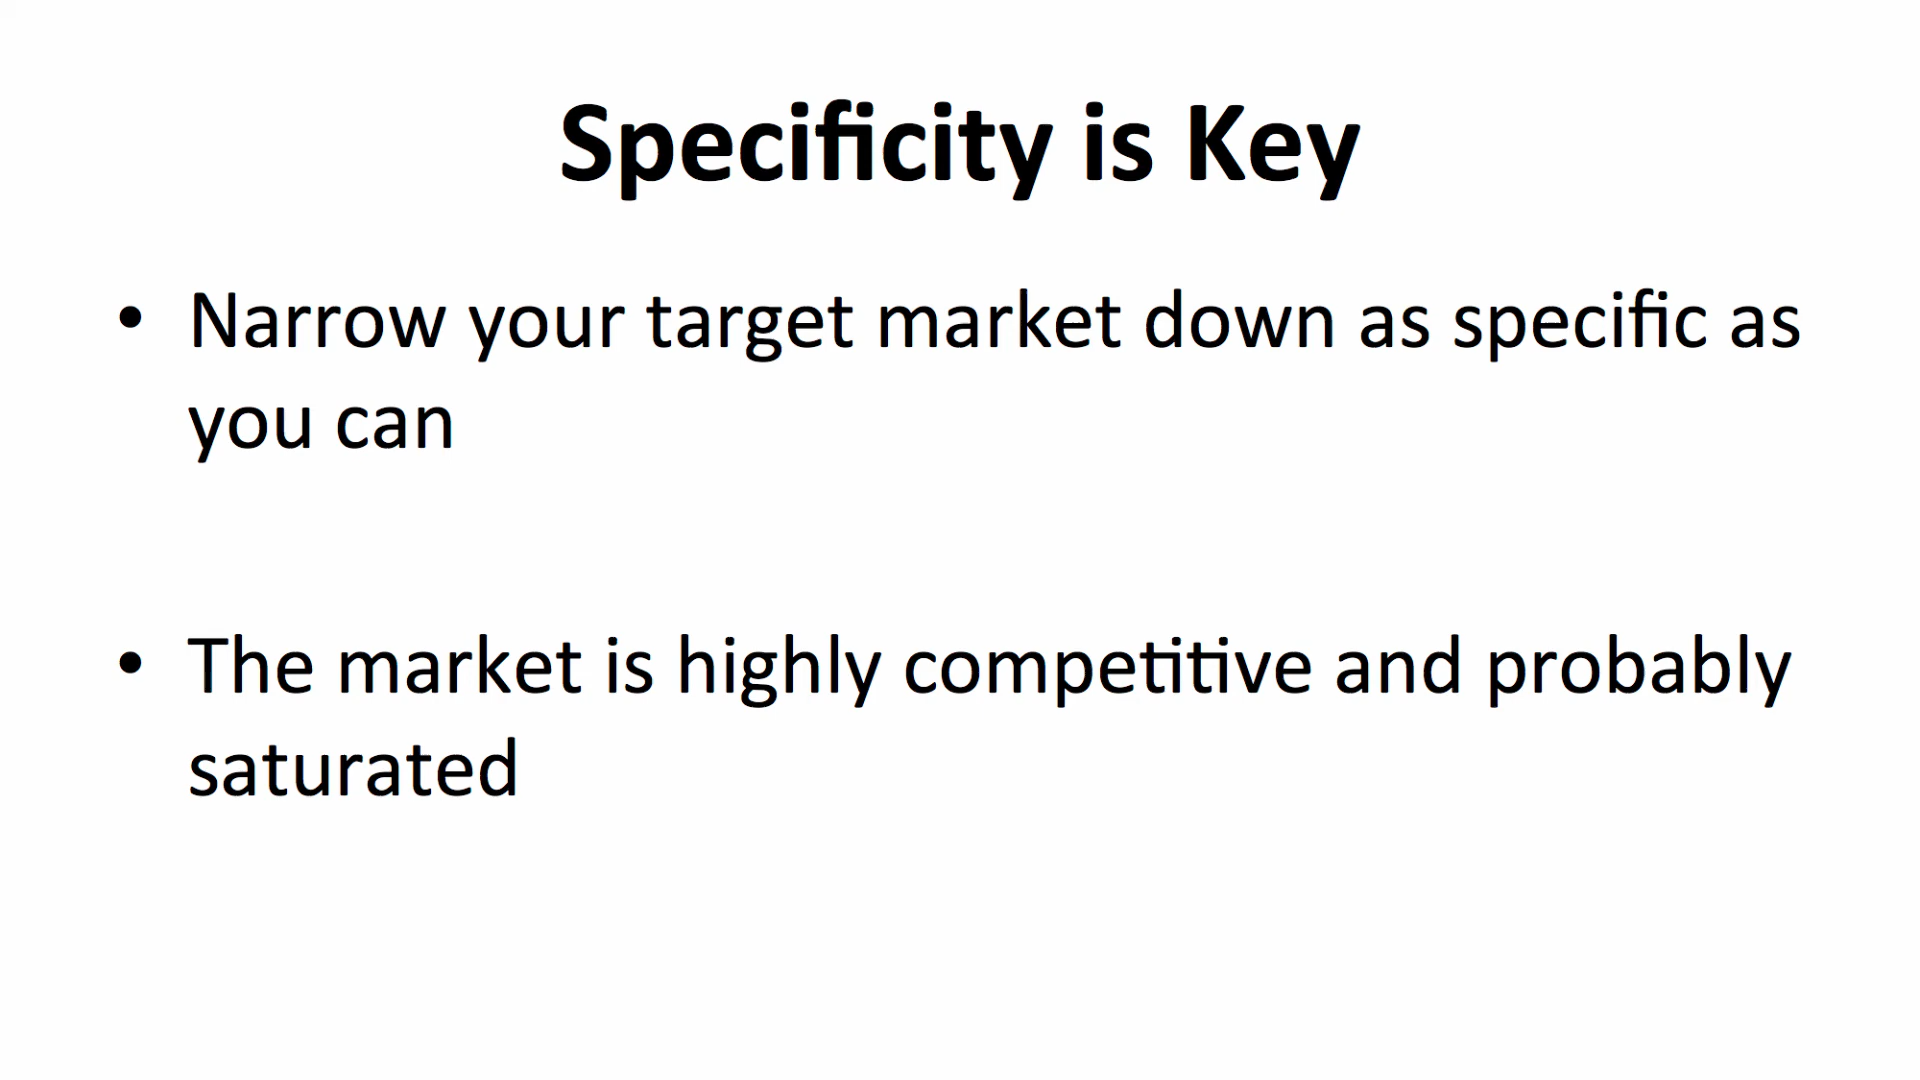 Specificity is Key
• Narrow your target market down as specific as
you can
• The market is highly competitive and probably
saturated